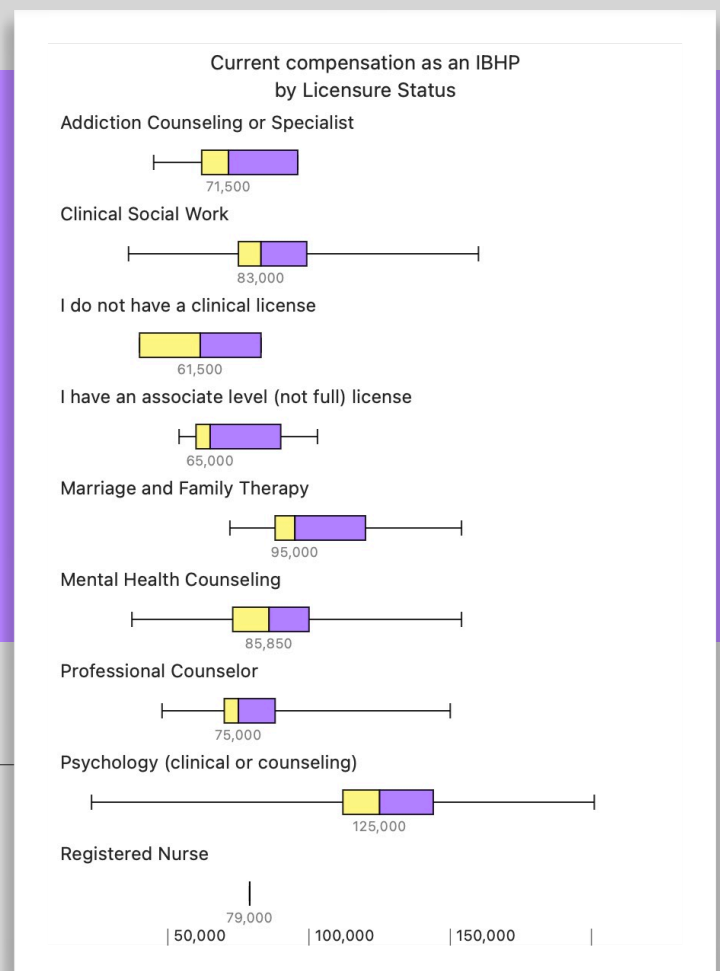 Current compensation as an IBHP
by Licensure Status
Addiction Counseling or Specialist
71,500
Clinical Social Work
83,000
I do not have a clinical license
61,500
I have an associate level (not full) license
65,000
Marriage and Family Therapy
95,000
Mental Health Counseling
85,850
Professional Counselor
75,000
Psychology (clinical or counseling)
125,000
Registered Nurse
79,000
50,000 100,000 150,000